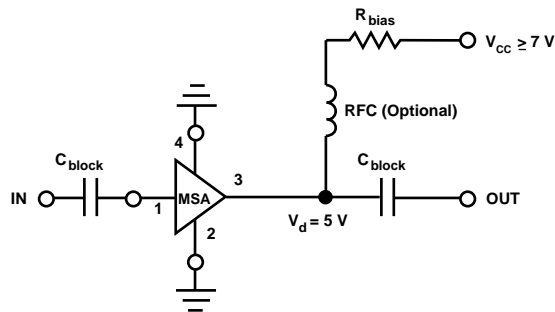 R_bias
V_CC ≥ 7 V
RFC (Optional)
4
C_block
C_block
3
IN
MSA
OUT
1
2
V_d = 5 V